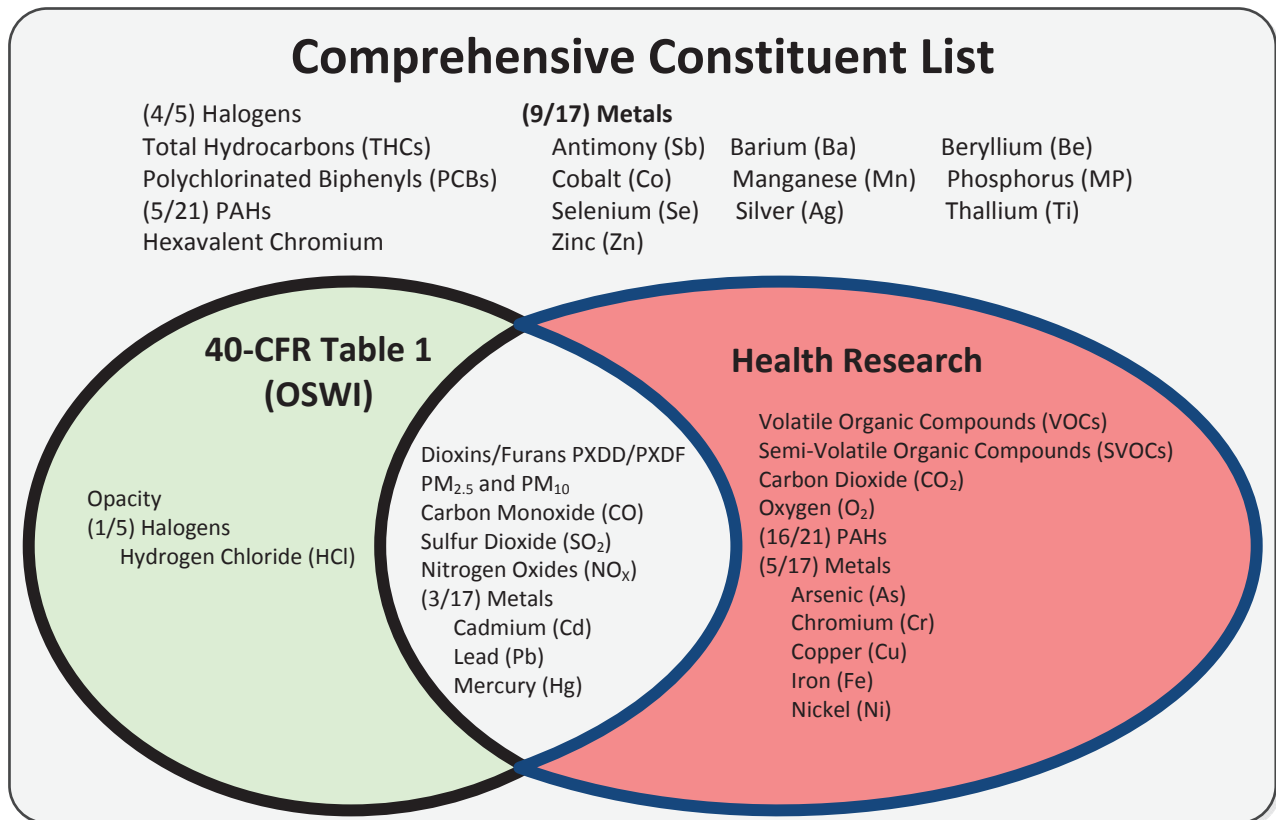 Comprehensive Constituent List
(4/5) Halogens
Total Hydrocarbons (THCs)
Polychlorinated Biphenyls (PCBs)
(5/21) PAHs
Hexavalent Chromium
(9/17) Metals
Antimony (Sb) Barium (Ba) Beryllium (Be)
Cobalt (Co) Manganese (Mn) Phosphorus (MP)
Selenium (Se) Silver (Ag) Thallium (Ti)
Zinc (Zn)
40-CFR Table 1
(OSWI)
Opacity
(1/5) Halogens
Hydrogen Chloride (HCl)
Dioxins/Furans PXDD/PXDF
PM2.5 and PM10
Carbon Monoxide (CO)
Sulfur Dioxide (SO2)
Nitrogen Oxides (NOX)
(3/17) Metals
Cadmium (Cd)
Lead (Pb)
Mercury (Hg)
Health Research
Volatile Organic Compounds (VOCs)
Semi-Volatile Organic Compounds (SVOCs)
Carbon Dioxide (CO2)
Oxygen (O2)
(16/21) PAHs
(5/17) Metals
Arsenic (As)
Chromium (Cr)
Copper (Cu)
Iron (Fe)
Nickel (Ni)